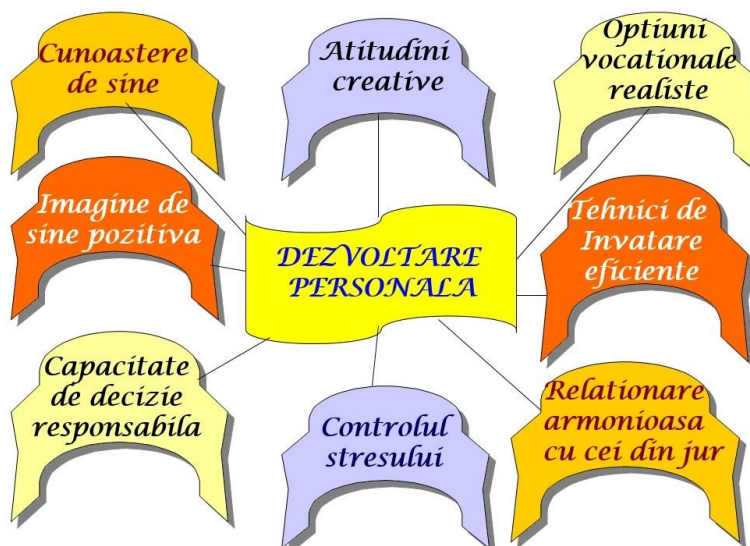 Cunoastere
de sine
Atitudini
creative
Optiuni
vocationale
realiste
Imagine de
sine pozitiva
DEZVOLTARE
PERSONALA
Tehnici de
Invatare
eficiente
Capacitate
de decizie
responsabila
Controlul
stresului
Relationare
armonioasa
cu cei din jur